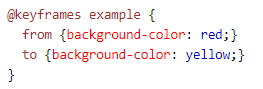 @keyframes example {
  from {background-color: red;}
  to {background-color: yellow;}
}